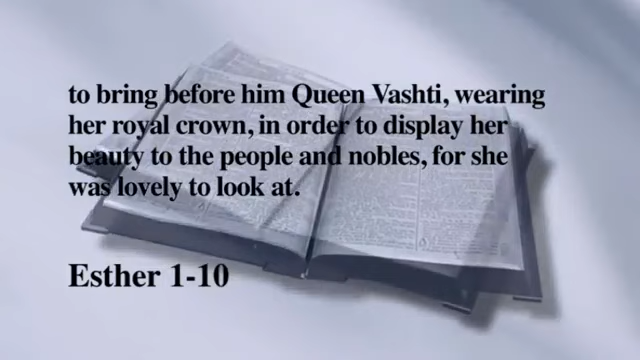 to bring before him Queen Vashti, wearing
her royal crown, in order to display her
beauty to the people and nobles, for she
was lovely to look at.
Esther 1-10